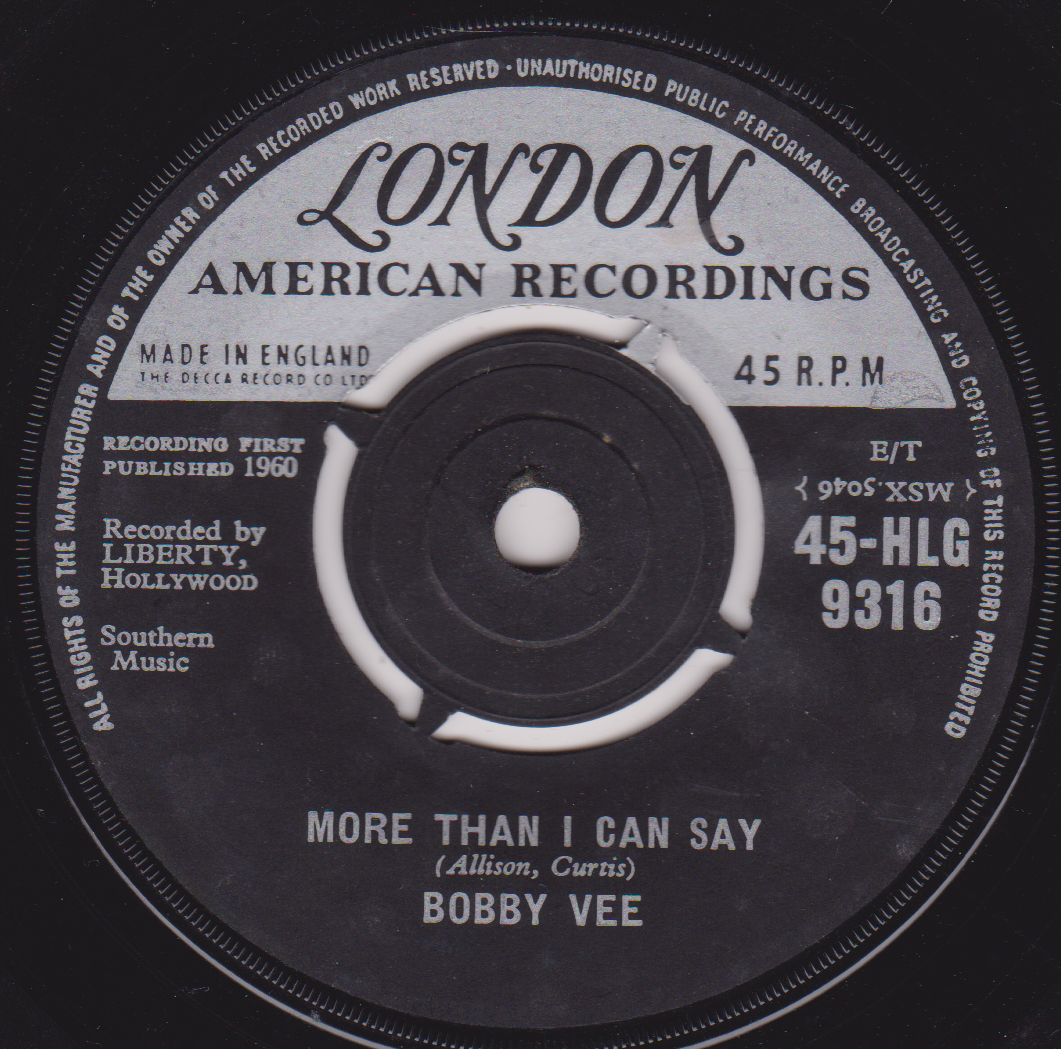 ALL RIGHTS OF THE MANUFACTURER AND OF THE OWNER OF THE RECORDED WORK RESERVED · UNAUTHORISED PUBLIC PERFORMANCE BROADCASTING AND COPYING OF THIS RECORD PROHIBITED
LONDON
AMERICAN RECORDINGS
MADE IN ENGLAND
THE DECCA RECORD CO LTD
45 R.P.M
RECORDING FIRST
PUBLISHED 1960
Recorded by
LIBERTY,
HOLLYWOOD
Southern
Music
E/T
{ MSX.5046 }
45-HLG
9316
MORE THAN I CAN SAY
(Allison, Curtis)
BOBBY VEE